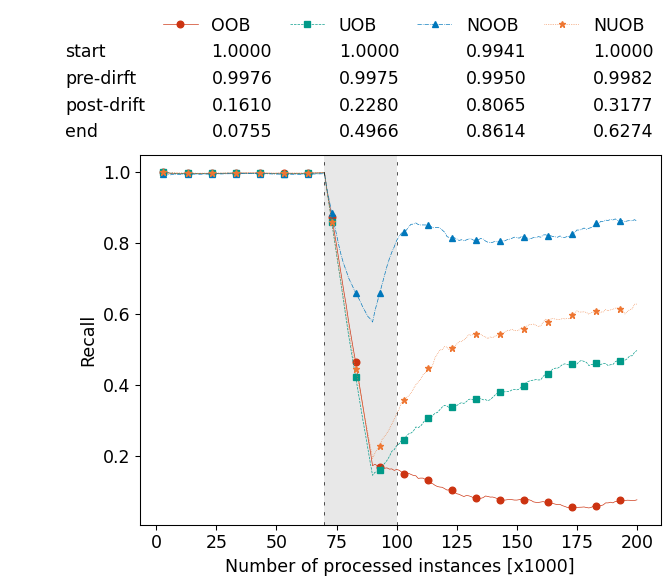 OOB UOB NOOB NUOB
start 1.0000 1.0000 0.9941 1.0000
pre-dirft 0.9976 0.9975 0.9950 0.9982
post-drift 0.1610 0.2280 0.8065 0.3177
end 0.0755 0.4966 0.8614 0.6274
1.0
0.8
0.6
0.4
0.2
Recall
0 25 50 75 100 125 150 175 200
Number of processed instances [x1000]